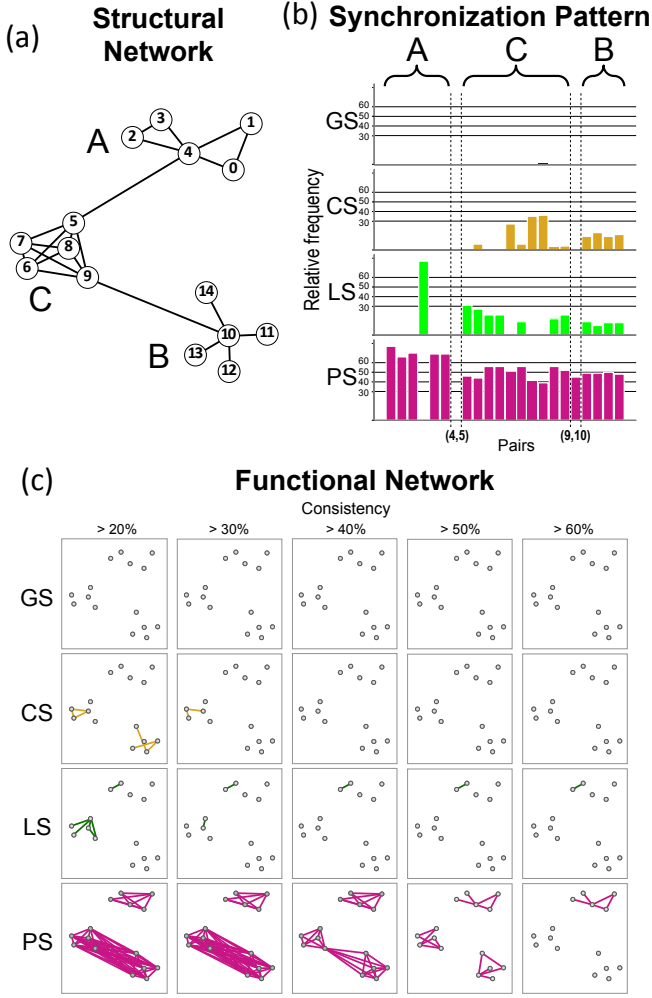 (a)
Structural
Network
3
1
2
4
0
A
5
7
8
6
9
C
14
10
11
13
12
B
(b)
Synchronization Pattern
A
C
B
Relative frequency
GS
60
50
40
30
CS
60
50
40
30
LS
60
50
40
30
PS
60
50
40
30
(4,5)
Pairs
(9,10)
(c)
Functional Network
Consistency
> 20%
> 30%
> 40%
> 50%
> 60%
GS
CS
LS
PS